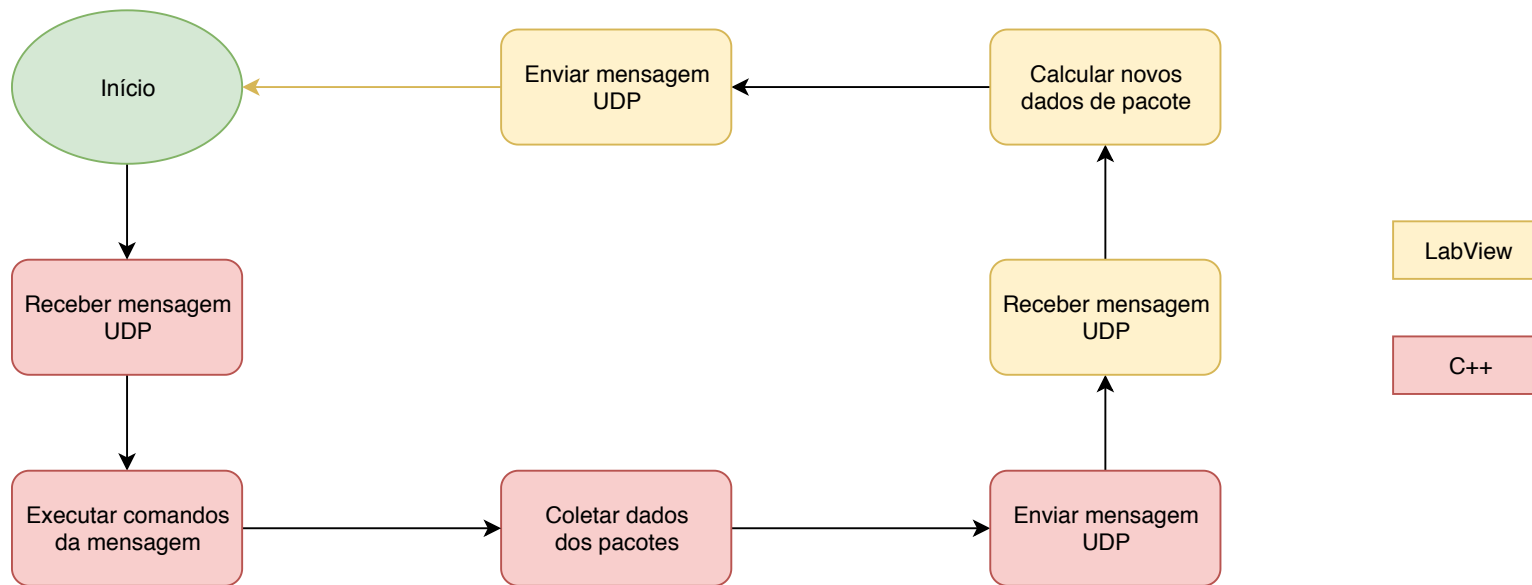 Início
Enviar mensagem
UDP
Calcular novos
dados de pacote
Receber mensagem
UDP
Receber mensagem
UDP
LabView
C++
Executar comandos
da mensagem
Coletar dados
dos pacotes
Enviar mensagem
UDP